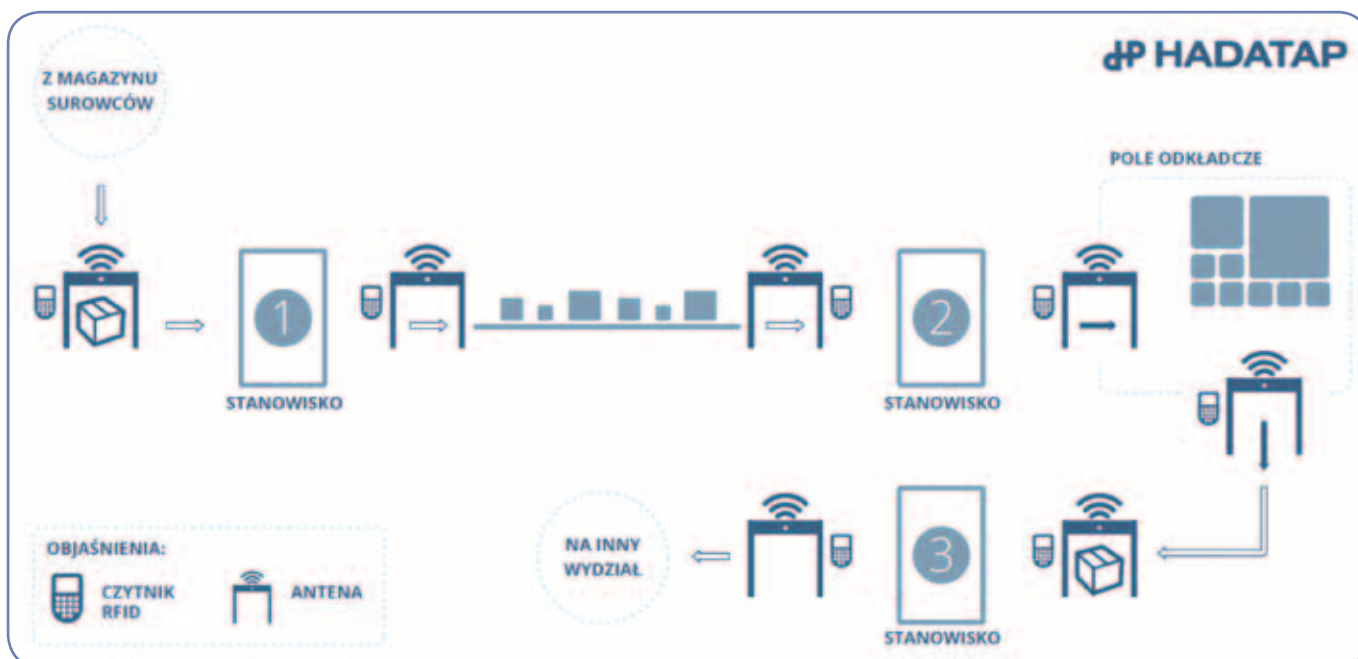 Z MAGAZYNU
SUROWCÓW
HADATAP
POLE ODKŁADCZE
1
STANOWISKO
2
STANOWISKO
OBJAŚNIENIA:
CZYTNIK
RFID
ANTENA
NA INNY
WYDZIAŁ
3
STANOWISKO